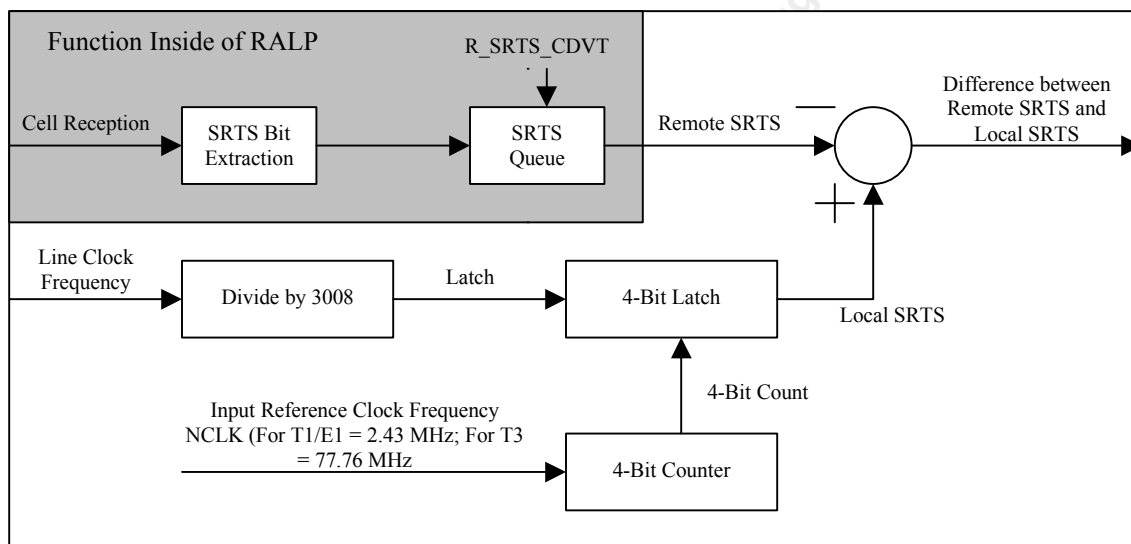 Function Inside of RALP
R_SRTS_CDVT
Cell Reception
SRTS Bit
Extraction
SRTS
Queue
Remote SRTS
Difference between
Remote SRTS and
Local SRTS
Line Clock
Frequency
Divide by 3008
Latch
4-Bit Latch
Local SRTS
4-Bit Count
Input Reference Clock Frequency
NCLK (For T1/E1 = 2.43 MHz; For T3
= 77.76 MHz
4-Bit Counter